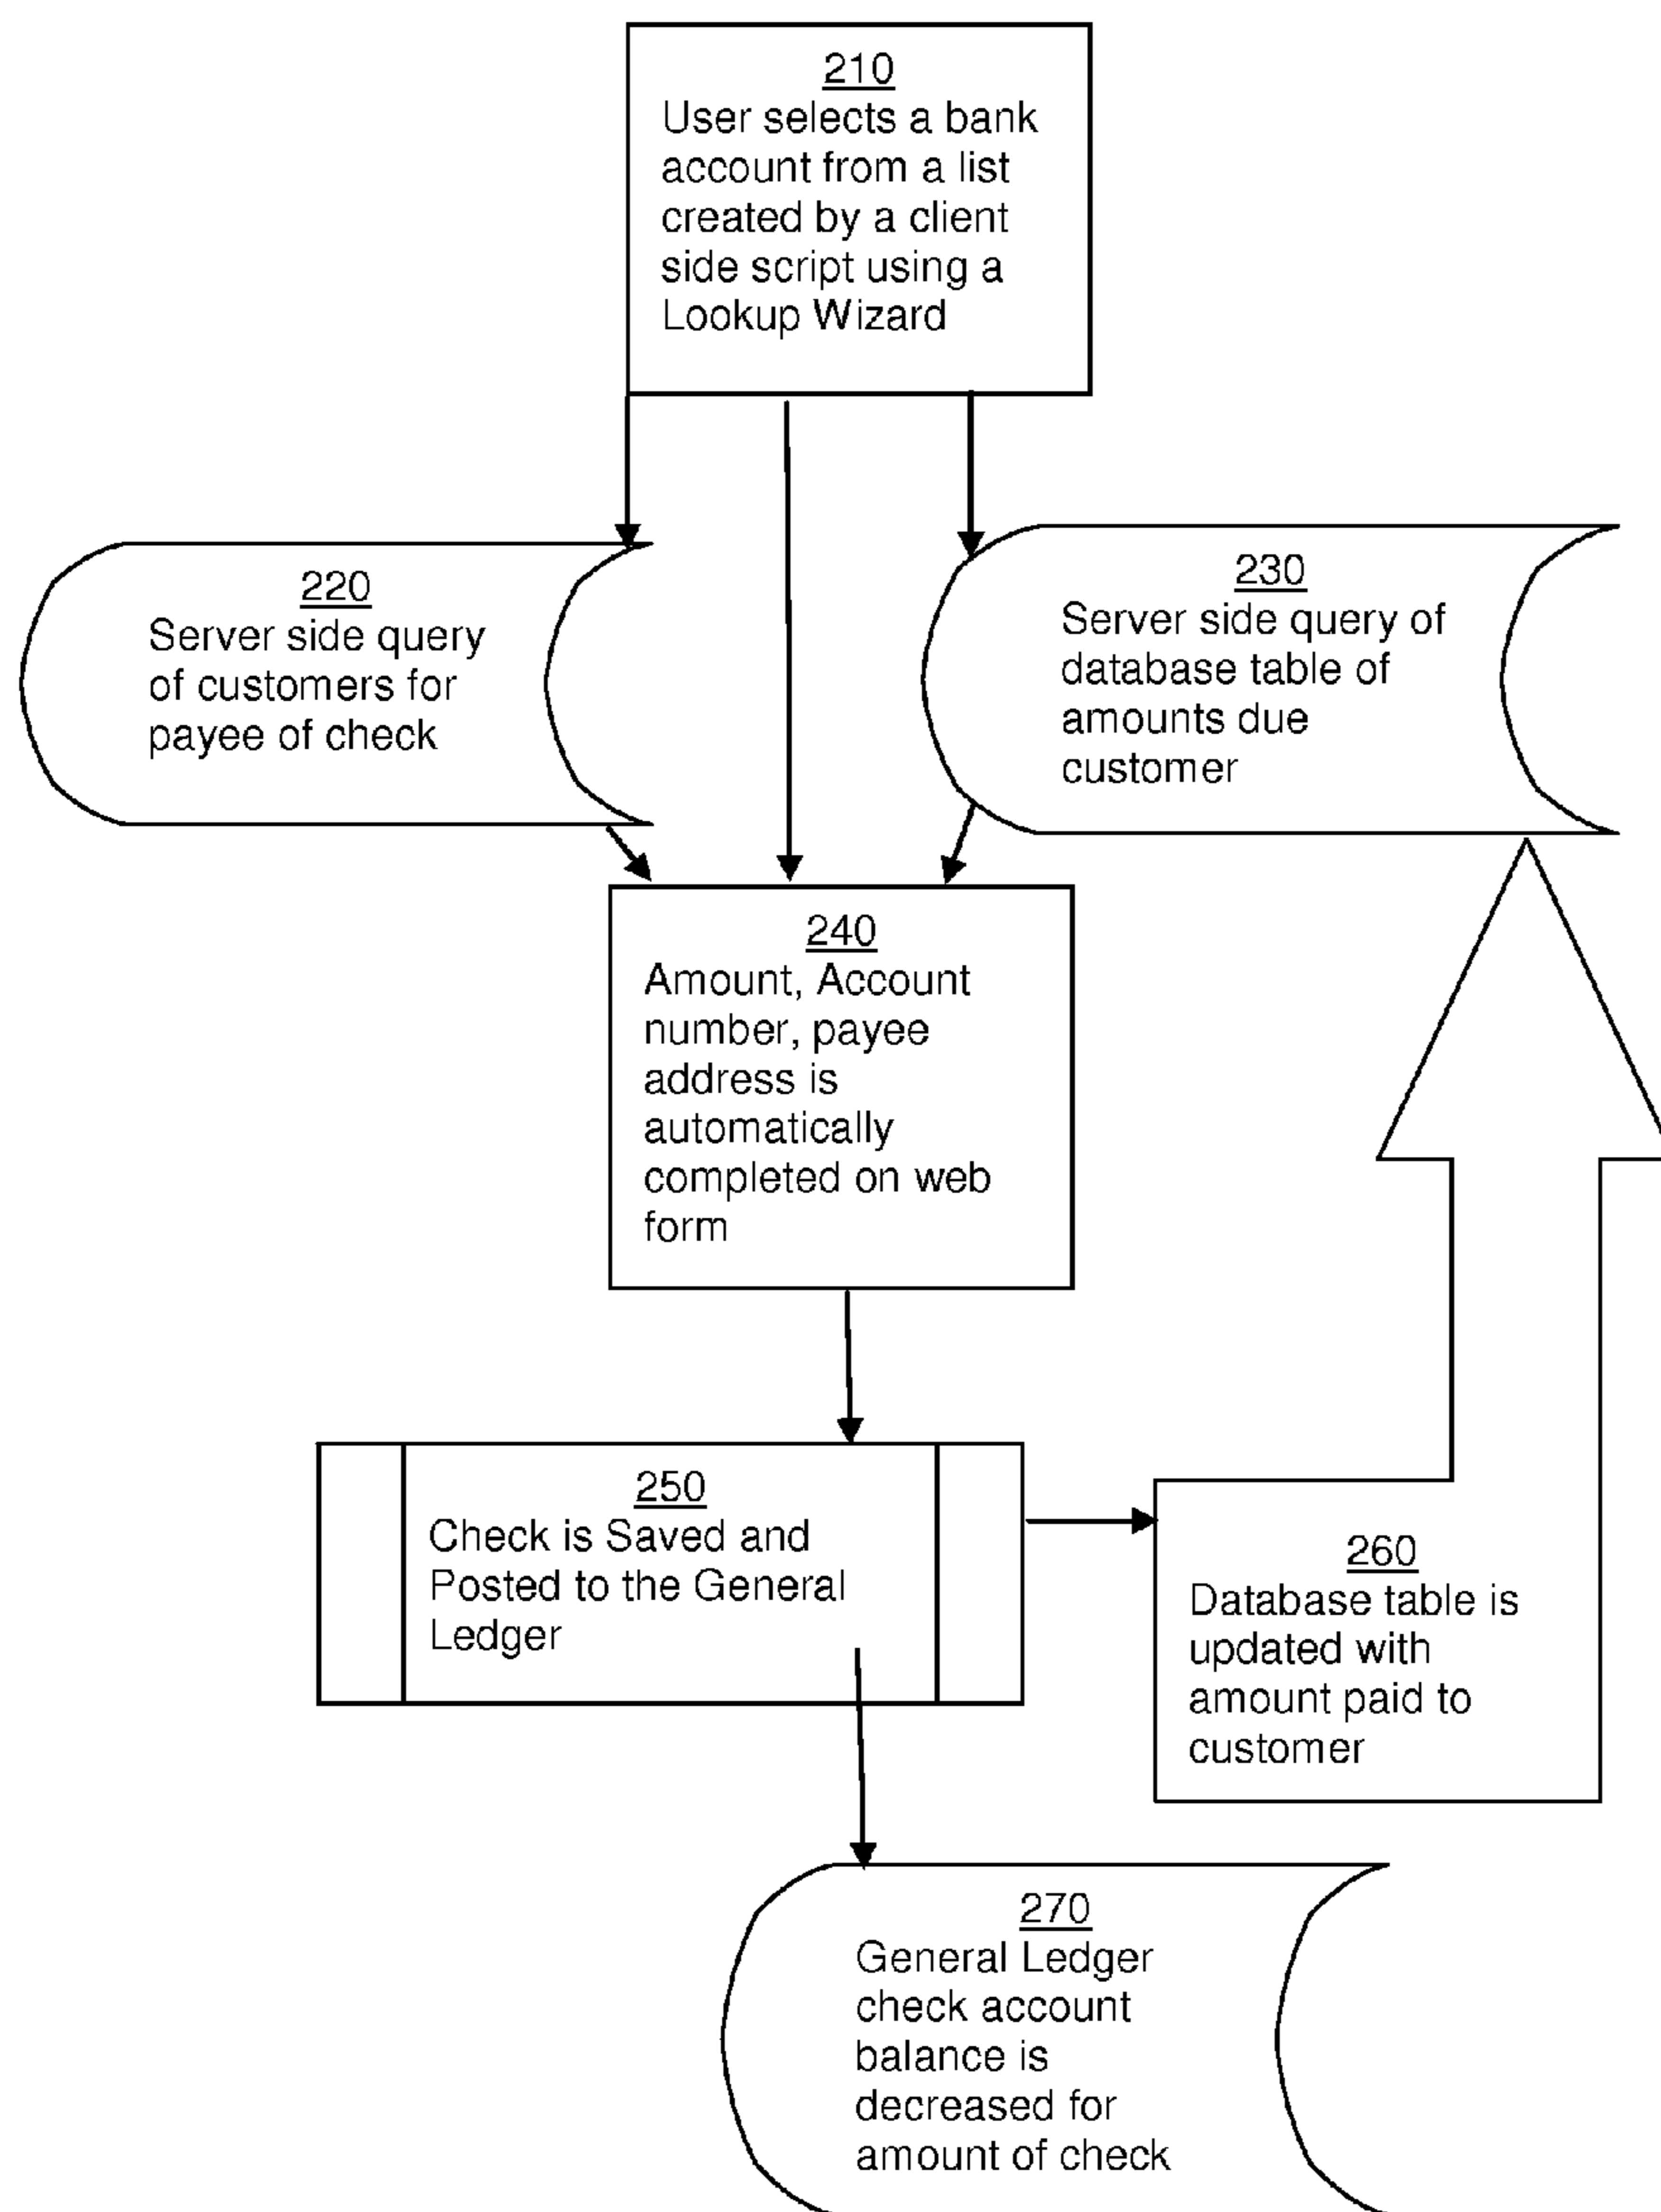 210
User selects a bank
account from a list
created by a client
side script using a
Lookup Wizard
220
Server side query
of customers for
payee of check
230
Server side query of
database table of
amounts due
customer
240
Amount, Account
number, payee
address is
automatically
completed on web
form
250
Check is Saved and
Posted to the General
Ledger
260
Database table is
updated with
amount paid to
customer
270
General Ledger
check account
balance is
decreased for
amount of check